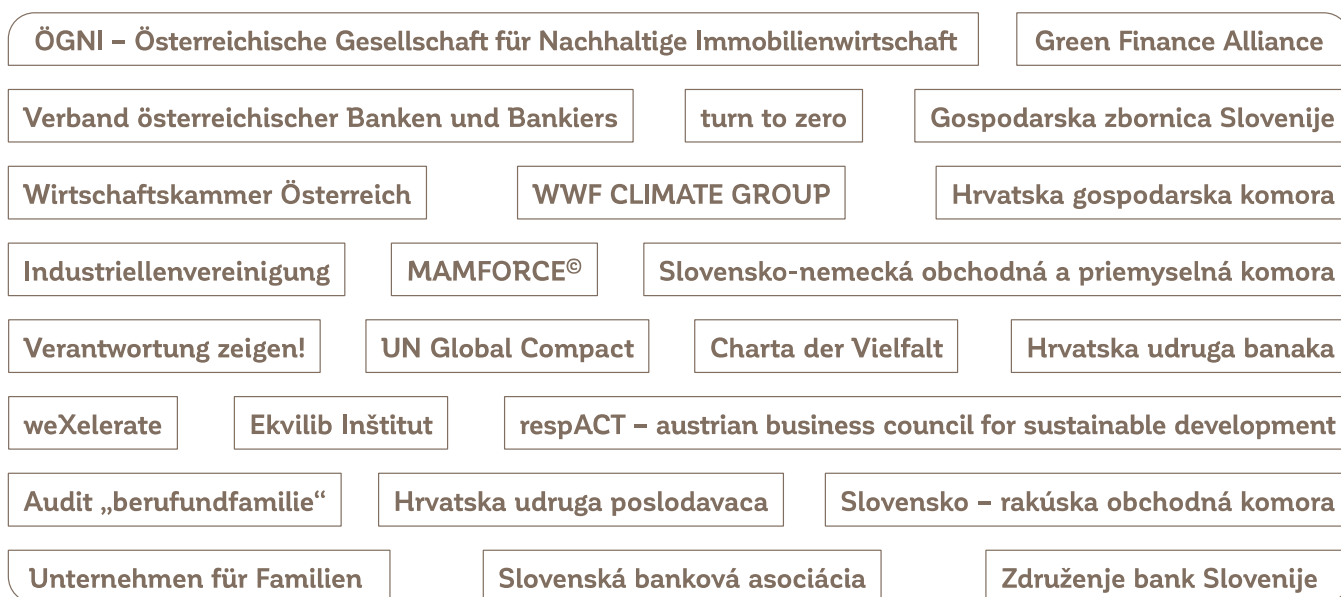 ÖGNI – Österreichische Gesellschaft für Nachhaltige Immobilienwirtschaft
Green Finance Alliance
Verband österreichischer Banken und Bankiers
turn to zero
Gospodarska zbornica Slovenije
Wirtschaftskammer Österreich
WWF CLIMATE GROUP
Hrvatska gospodarska komora
Industriellenvereinigung
MAMFORCE©
Slovensko-nemecká obchodná a priemyselná komora
Verantwortung zeigen!
UN Global Compact
Charta der Vielfalt
Hrvatska udruga banaka
weXelerate
Ekvilib Inštitut
respACT – austrian business council for sustainable development
Audit „berufundfamilie“
Hrvatska udruga poslodavaca
Slovensko – rakúska obchodná komora
Unternehmen für Familien
Slovenská banková asociácia
Združenje bank Slovenije